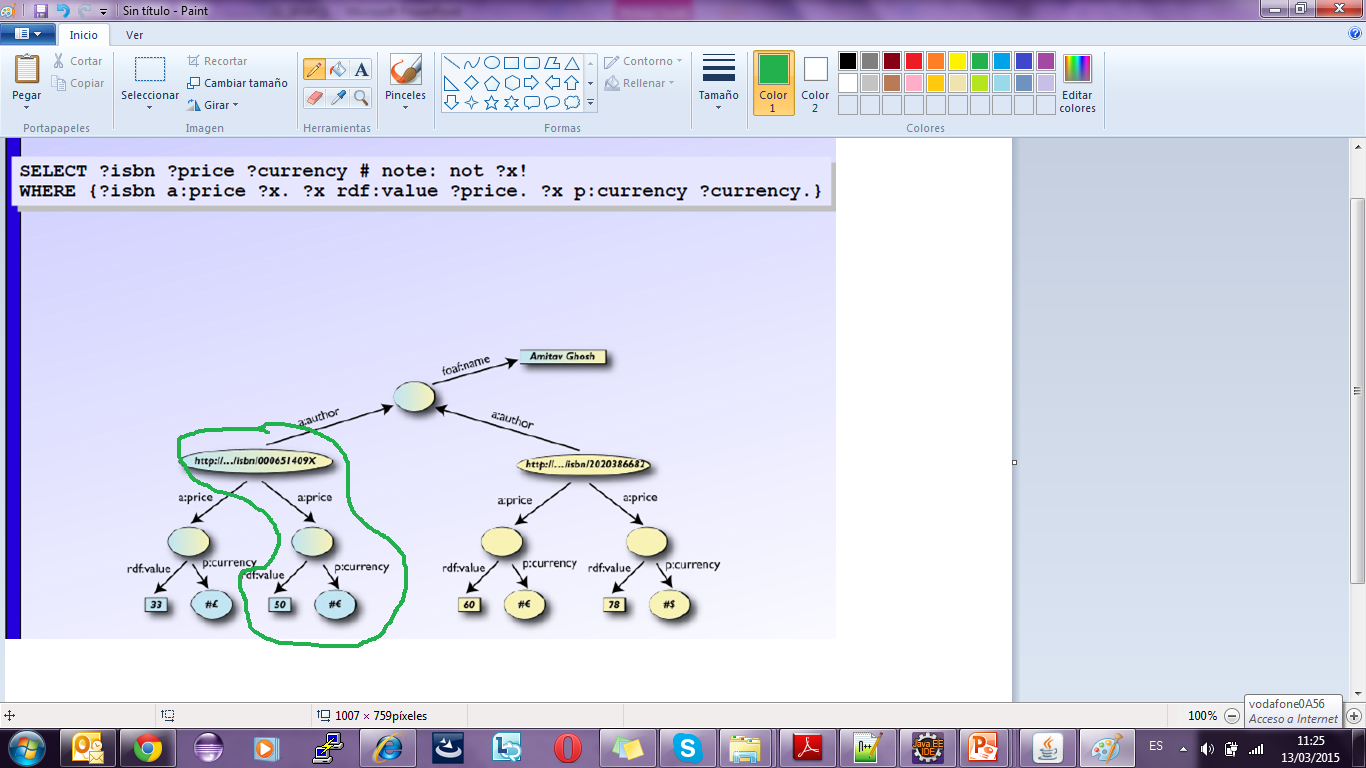 Sin título - Paint
Inicio
Ver
Pegar
Cortar
Copiar
Portapapeles
Seleccionar
Recortar
Cambiar tamaño
Girar
Imagen
A
Herramientas
Pinceles
Contorno
Rellenar
Formas
Tamaño
Color 1
Color 2
Editar colores
Colores
SELECT ?isbn ?price ?currency # note: not ?x!
WHERE {?isbn a:price ?x. ?x rdf:value ?price. ?x p:currency ?currency.}
foaf:name
Amitav Ghosh
a:author
a:author
http://.../isbn/000651409X
http://.../isbn/2020386682
a:price
a:price
a:price
a:price
rdf:value
p:currency
rdf:value
p:currency
rdf:value
p:currency
rdf:value
p:currency
33
#£
50
#€
60
#€
78
#$
1007 × 759píxeles
100%
vodafone0A56
Acceso a Internet
Java EE
IDE
ES
11:25
13/03/2015